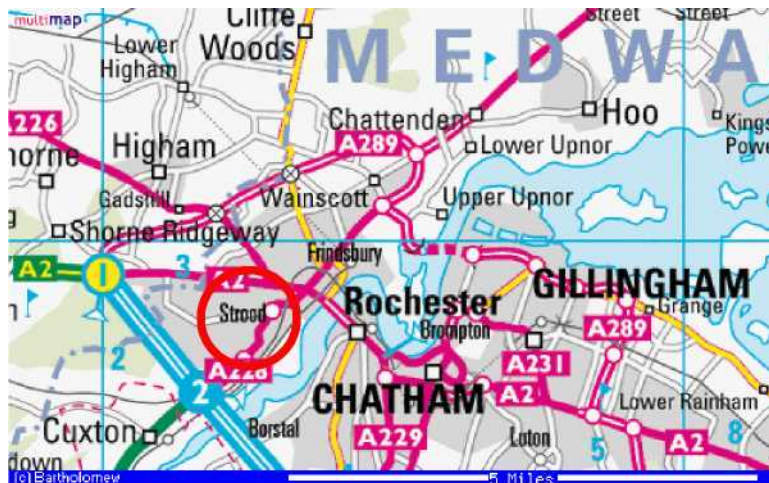 multimap
Cliffe
Woods
Street
Street
Lower
Higham
MEDWA
226
Chattenden
Hoo
Higham
A289
Lower Upnor
Kings
Powe
horne
Gadshill
Wainscott
Upper Upnor
Shorne Ridgeway
Frindsbury
A2
1
3
A2
GILLINGHAM
Strood
Rochester
Grange
Brompton
A289
2
A228
A231
2
CHATHAM
A2
Lower Rainham
Cuxton
Borstal
A229
Luton
5
A2
8
down
(c)Bartholomew
5 Miles